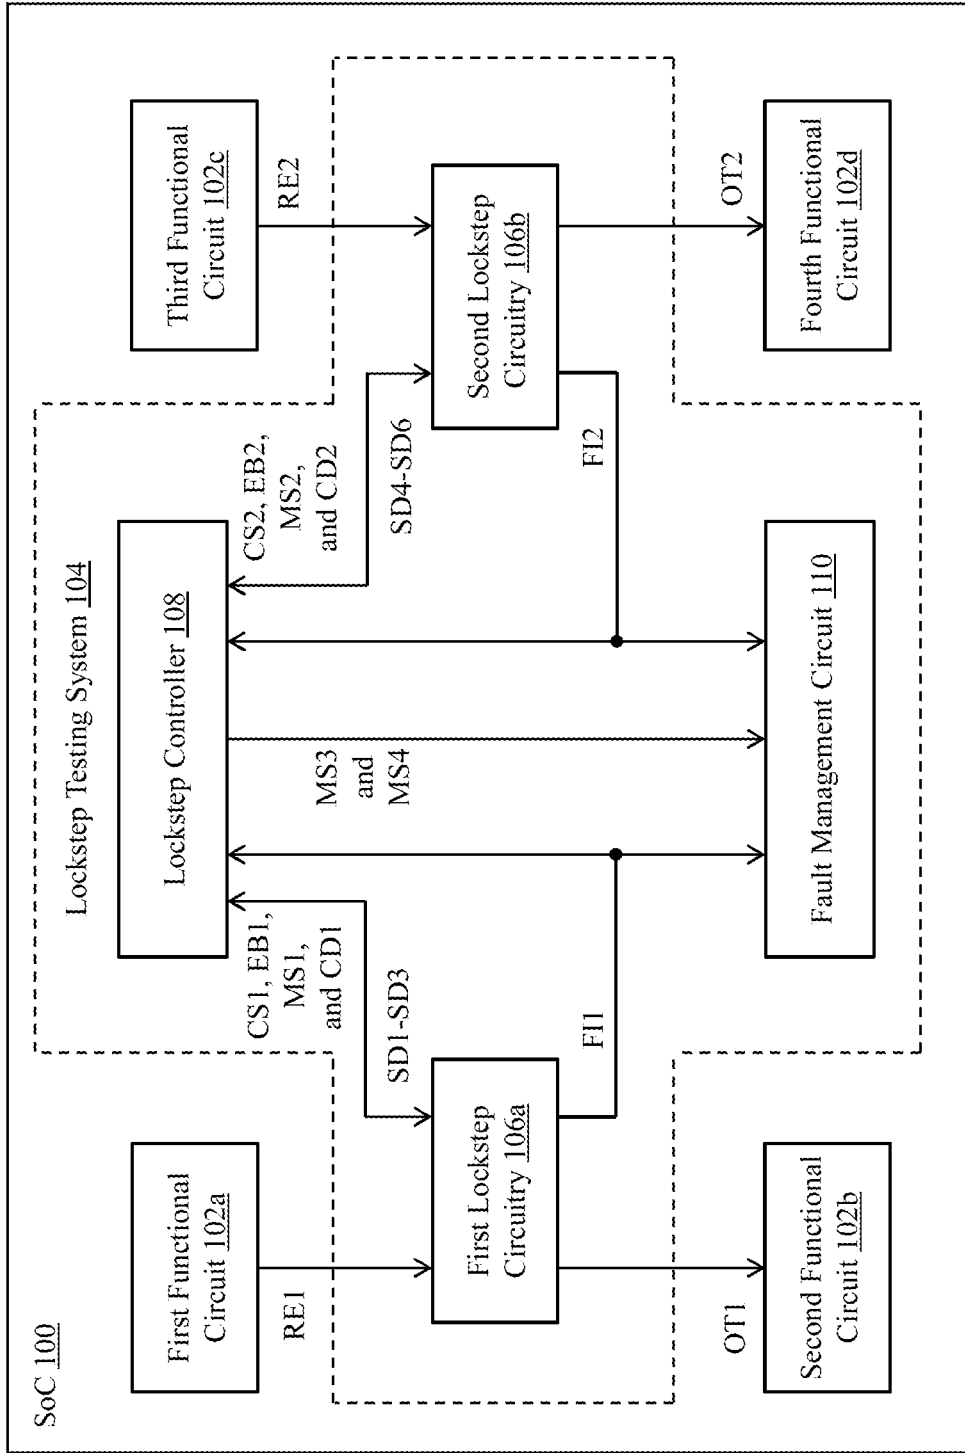 SoC 100
First Functional
Circuit 102a
Lockstep Testing System 104
Lockstep Controller 108
Third Functional
Circuit 102c
RE1
CS1, EB1,
MS1,
and CD1
SD1-SD3
MS3
and
MS4
CS2, EB2,
MS2,
and CD2
SD4-SD6
RE2
First Lockstep
Circuitry 106a
Second Lockstep
Circuitry 106b
FI1
FI2
OT1
OT2
Second Functional
Circuit 102b
Fault Management Circuit 110
Fourth Functional
Circuit 102d